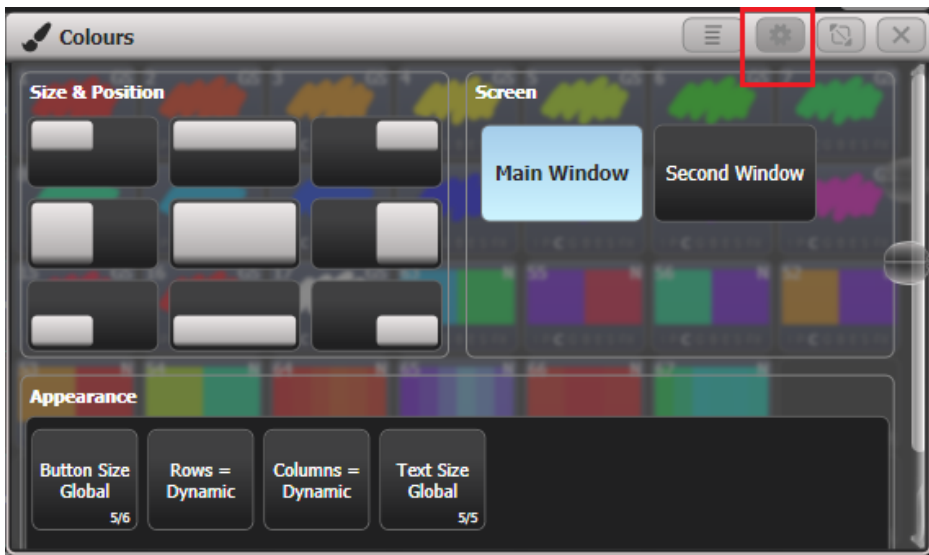 Colours
Size & Position
Screen
Main Window
Second Window
Appearance
Button Size
Global
5/6
Rows =
Dynamic
Columns =
Dynamic
Text Size
Global
5/5